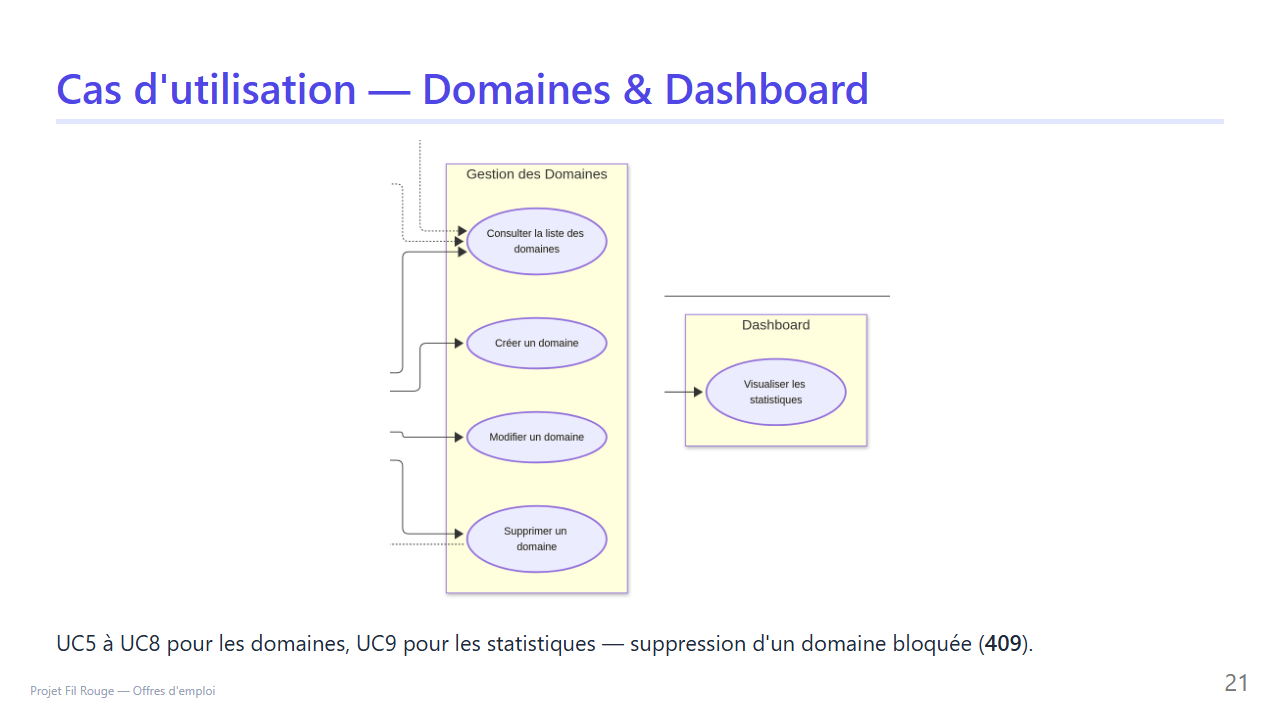 Cas d'utilisation — Domaines & Dashboard
Gestion des Domaines
Consulter la liste des
domaines
Créer un domaine
Modifier un domaine
Supprimer un
domaine
Dashboard
Visualiser les
statistiques
UC5 à UC8 pour les domaines, UC9 pour les statistiques — suppression d'un domaine bloquée (409).
Projet Fil Rouge — Offres d'emploi
21